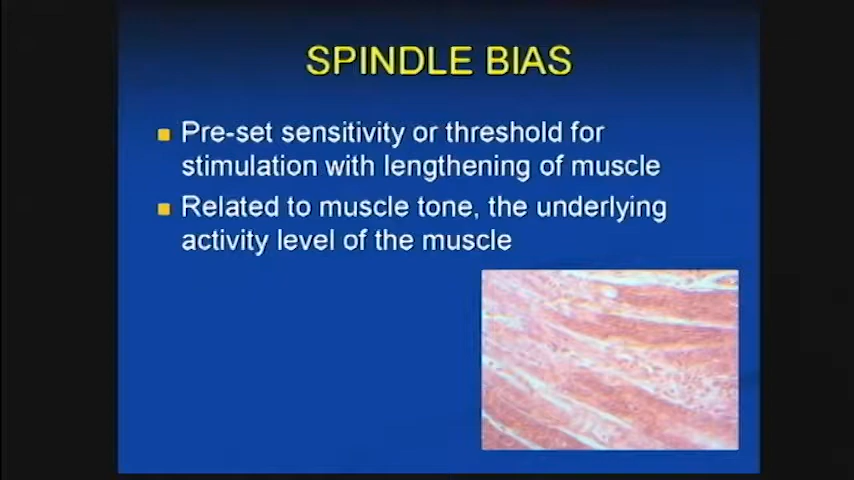 SPINDLE BIAS
Pre-set sensitivity or threshold for
stimulation with lengthening of muscle
Related to muscle tone, the underlying
activity level of the muscle